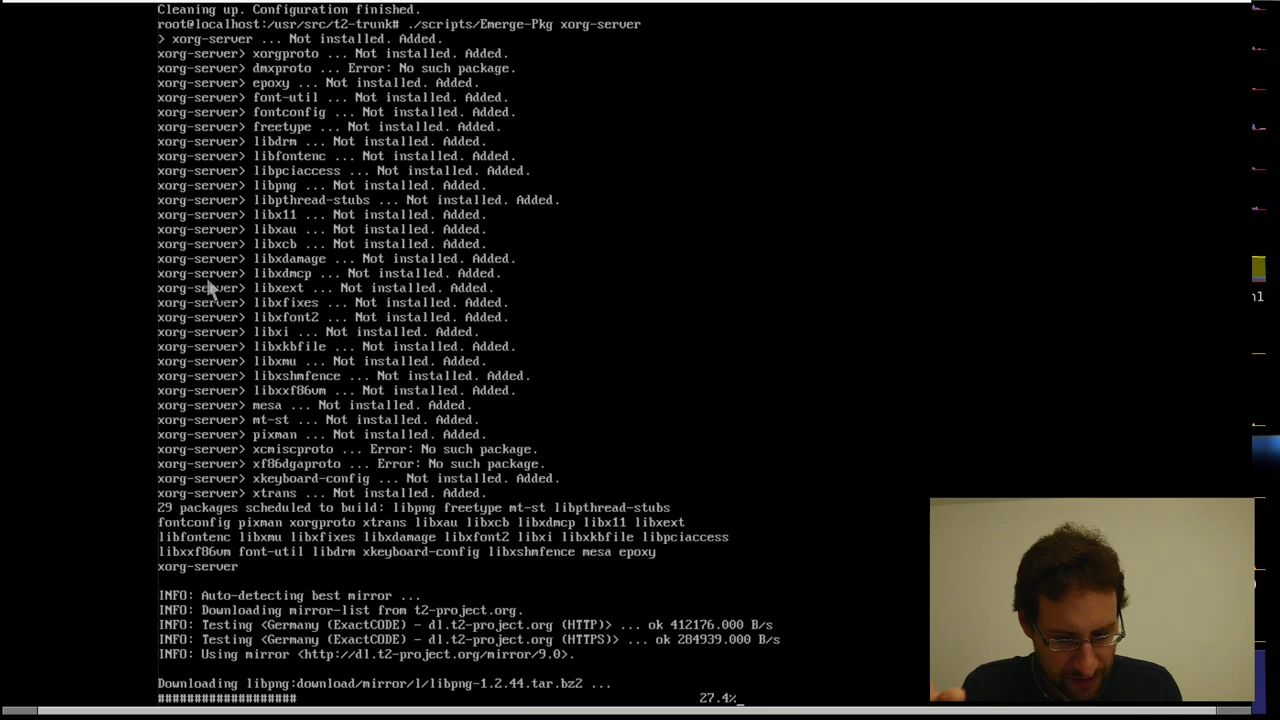 Cleaning up. Configuration finished.
root@localhost:/usr/src/t2-trunk# ./scripts/Emerge-Pkg xorg-server
> xorg-server ... Not installed. Added.
xorg-server> xorgproto ... Not installed. Added.
xorg-server> dmxproto ... Error: No such package.
xorg-server> epoxy ... Not installed. Added.
xorg-server> font-util ... Not installed. Added.
xorg-server> fontconfig ... Not installed. Added.
xorg-server> freetype ... Not installed. Added.
xorg-server> libdrm ... Not installed. Added.
xorg-server> libfontenc ... Not installed. Added.
xorg-server> libpciaccess ... Not installed. Added.
xorg-server> libpng ... Not installed. Added.
xorg-server> libpthread-stubs ... Not installed. Added.
xorg-server> libx11 ... Not installed. Added.
xorg-server> libxau ... Not installed. Added.
xorg-server> libxcb ... Not installed. Added.
xorg-server> libxdamage ... Not installed. Added.
xorg-server> libxdmcp ... Not installed. Added.
xorg-server> libxext ... Not installed. Added.
xorg-server> libxfixes ... Not installed. Added.
xorg-server> libxfont2 ... Not installed. Added.
xorg-server> libxi ... Not installed. Added.
xorg-server> libxkbfile ... Not installed. Added.
xorg-server> libxmu ... Not installed. Added.
xorg-server> libxshmfence ... Not installed. Added.
xorg-server> libxxf86vm ... Not installed. Added.
xorg-server> mesa ... Not installed. Added.
xorg-server> mt-st ... Not installed. Added.
xorg-server> pixman ... Not installed. Added.
xorg-server> xcmiscproto ... Error: No such package.
xorg-server> xf86dgaproto ... Error: No such package.
xorg-server> xkeyboard-config ... Not installed. Added.
xorg-server> xtrans ... Not installed. Added.
29 packages scheduled to build: libpng freetype mt-st libpthread-stubs
fontconfig pixman xorgproto xtrans libxau libxcb libxdmcp libx11 libxext
libfontenc libxmu libxfixes libxdamage libxfont2 libxi libxkbfile libpciaccess
libxxf86vm font-util libdrm xkeyboard-config libxshmfence mesa epoxy
xorg-server
INFO: Auto-detecting best mirror ...
INFO: Downloading mirror-list from t2-project.org.
INFO: Testing <Germany (ExactCODE) - dl.t2-project.org (HTTP)> ... ok 412176.000 B/s
INFO: Testing <Germany (ExactCODE) - dl.t2-project.org (HTTPS)> ... ok 284939.000 B/s
INFO: Using mirror <http://dl.t2-project.org/mirror/9.0>.
Downloading libpng:download/mirror/l/libpng-1.2.44.tar.bz2 ...
################### 27.4%_